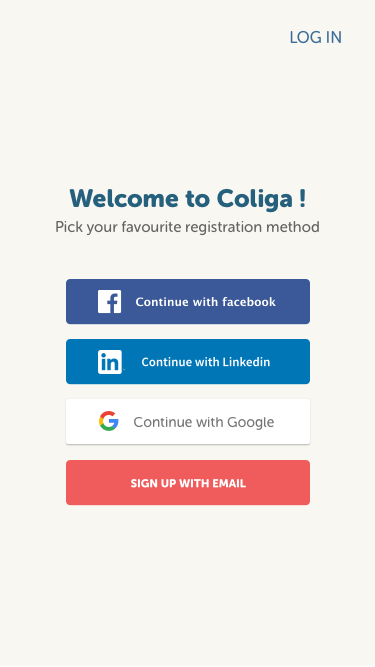 LOG IN
Welcome to Coliga !
Pick your favourite registration method
Continue with facebook
Continue with Linkedin
Continue with Google
SIGN UP WITH EMAIL